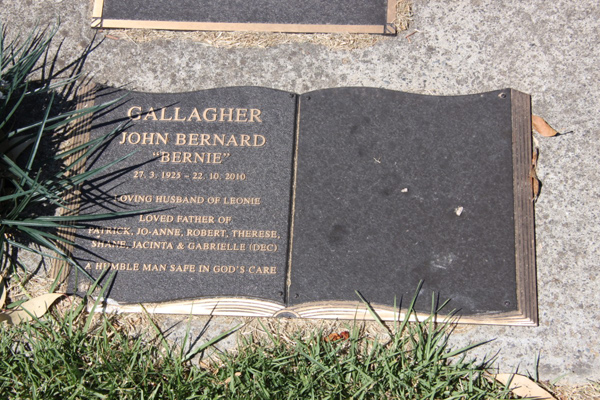 GALLAGHER
JOHN BERNARD
"BERNIE"
27. 3. 1925 – 22. 10. 2010
LOVING HUSBAND OF LEONIE
LOVED FATHER OF
PATRICK, JO-ANNE, ROBERT, THERESE,
SHANE, JACINTA & GABRIELLE (DEC)
A HUMBLE MAN SAFE IN GOD'S CARE